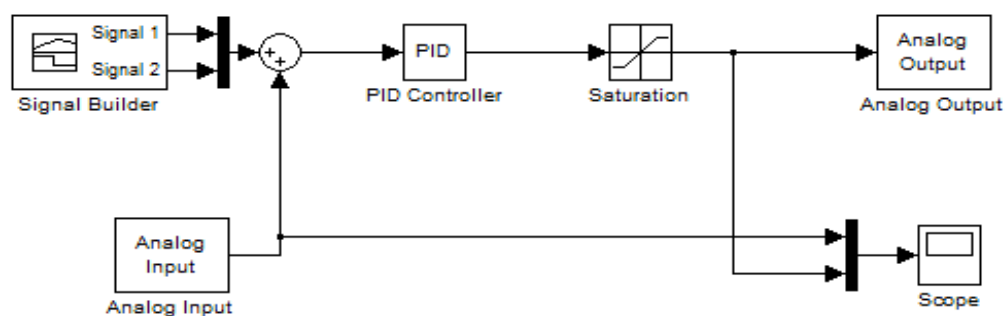 Signal 1
Signal 2
Signal Builder
+
+
PID
PID Controller
Saturation
Analog
Output
Analog Output
Analog
Input
Analog Input
Scope